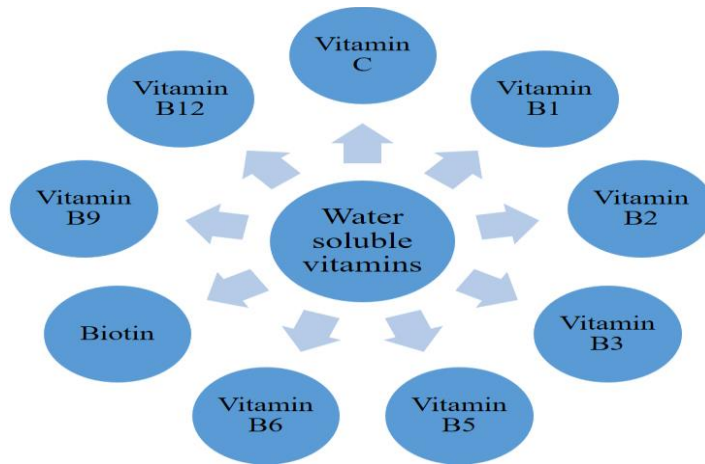 Vitamin
C
Vitamin
B1
Vitamin
B2
Vitamin
B3
Vitamin
B5
Vitamin
B6
Biotin
Vitamin
B9
Vitamin
B12
Water
soluble
vitamins